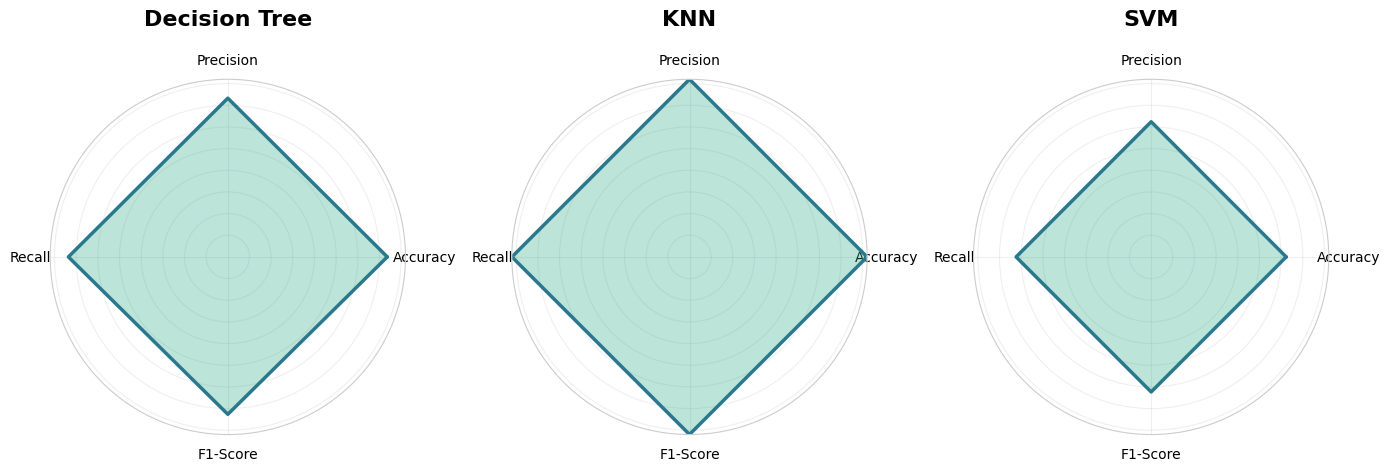 Decision Tree
Precision
Recall
Accuracy
F1-Score
KNN
Precision
Recall
Accuracy
F1-Score
SVM
Precision
Recall
Accuracy
F1-Score